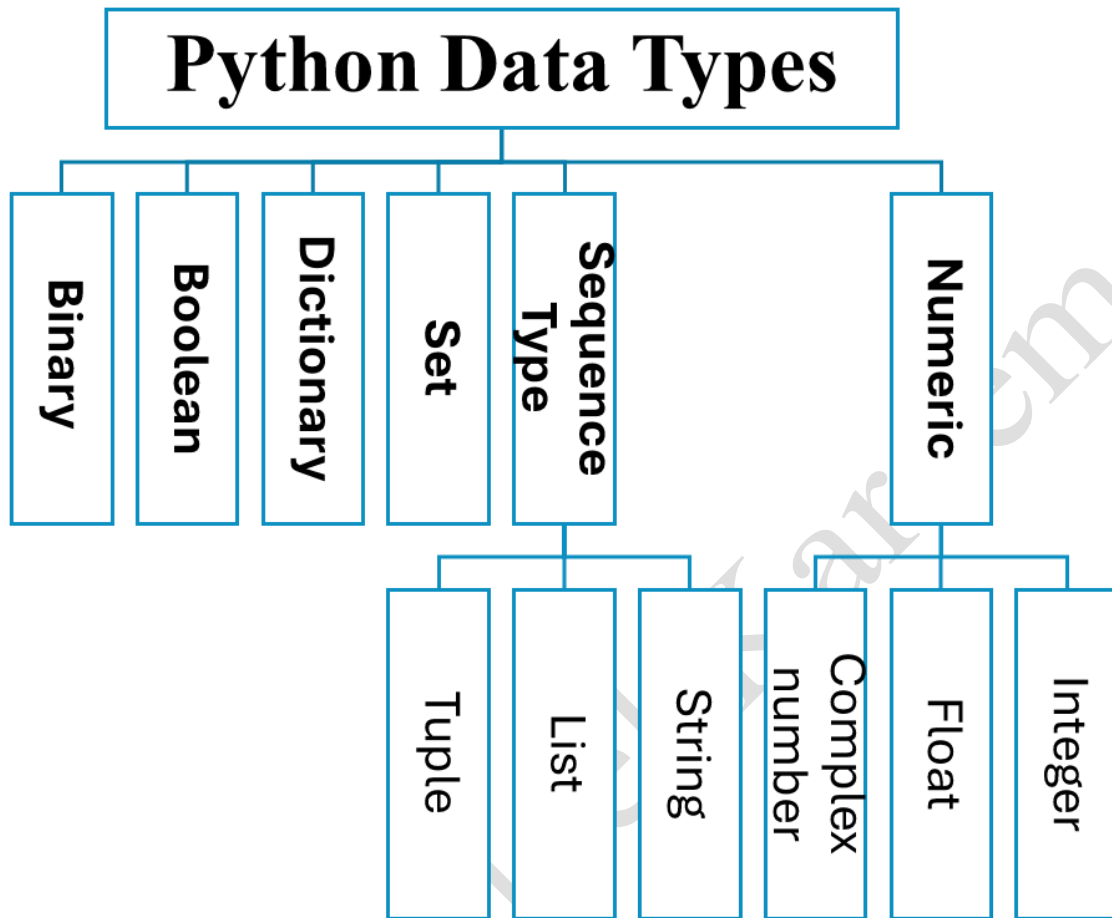 Python Data Types
Binary
Boolean
Dictionary
Set
Sequence
Type
Numeric
Tuple
List
String
Complex
number
Float
Integer